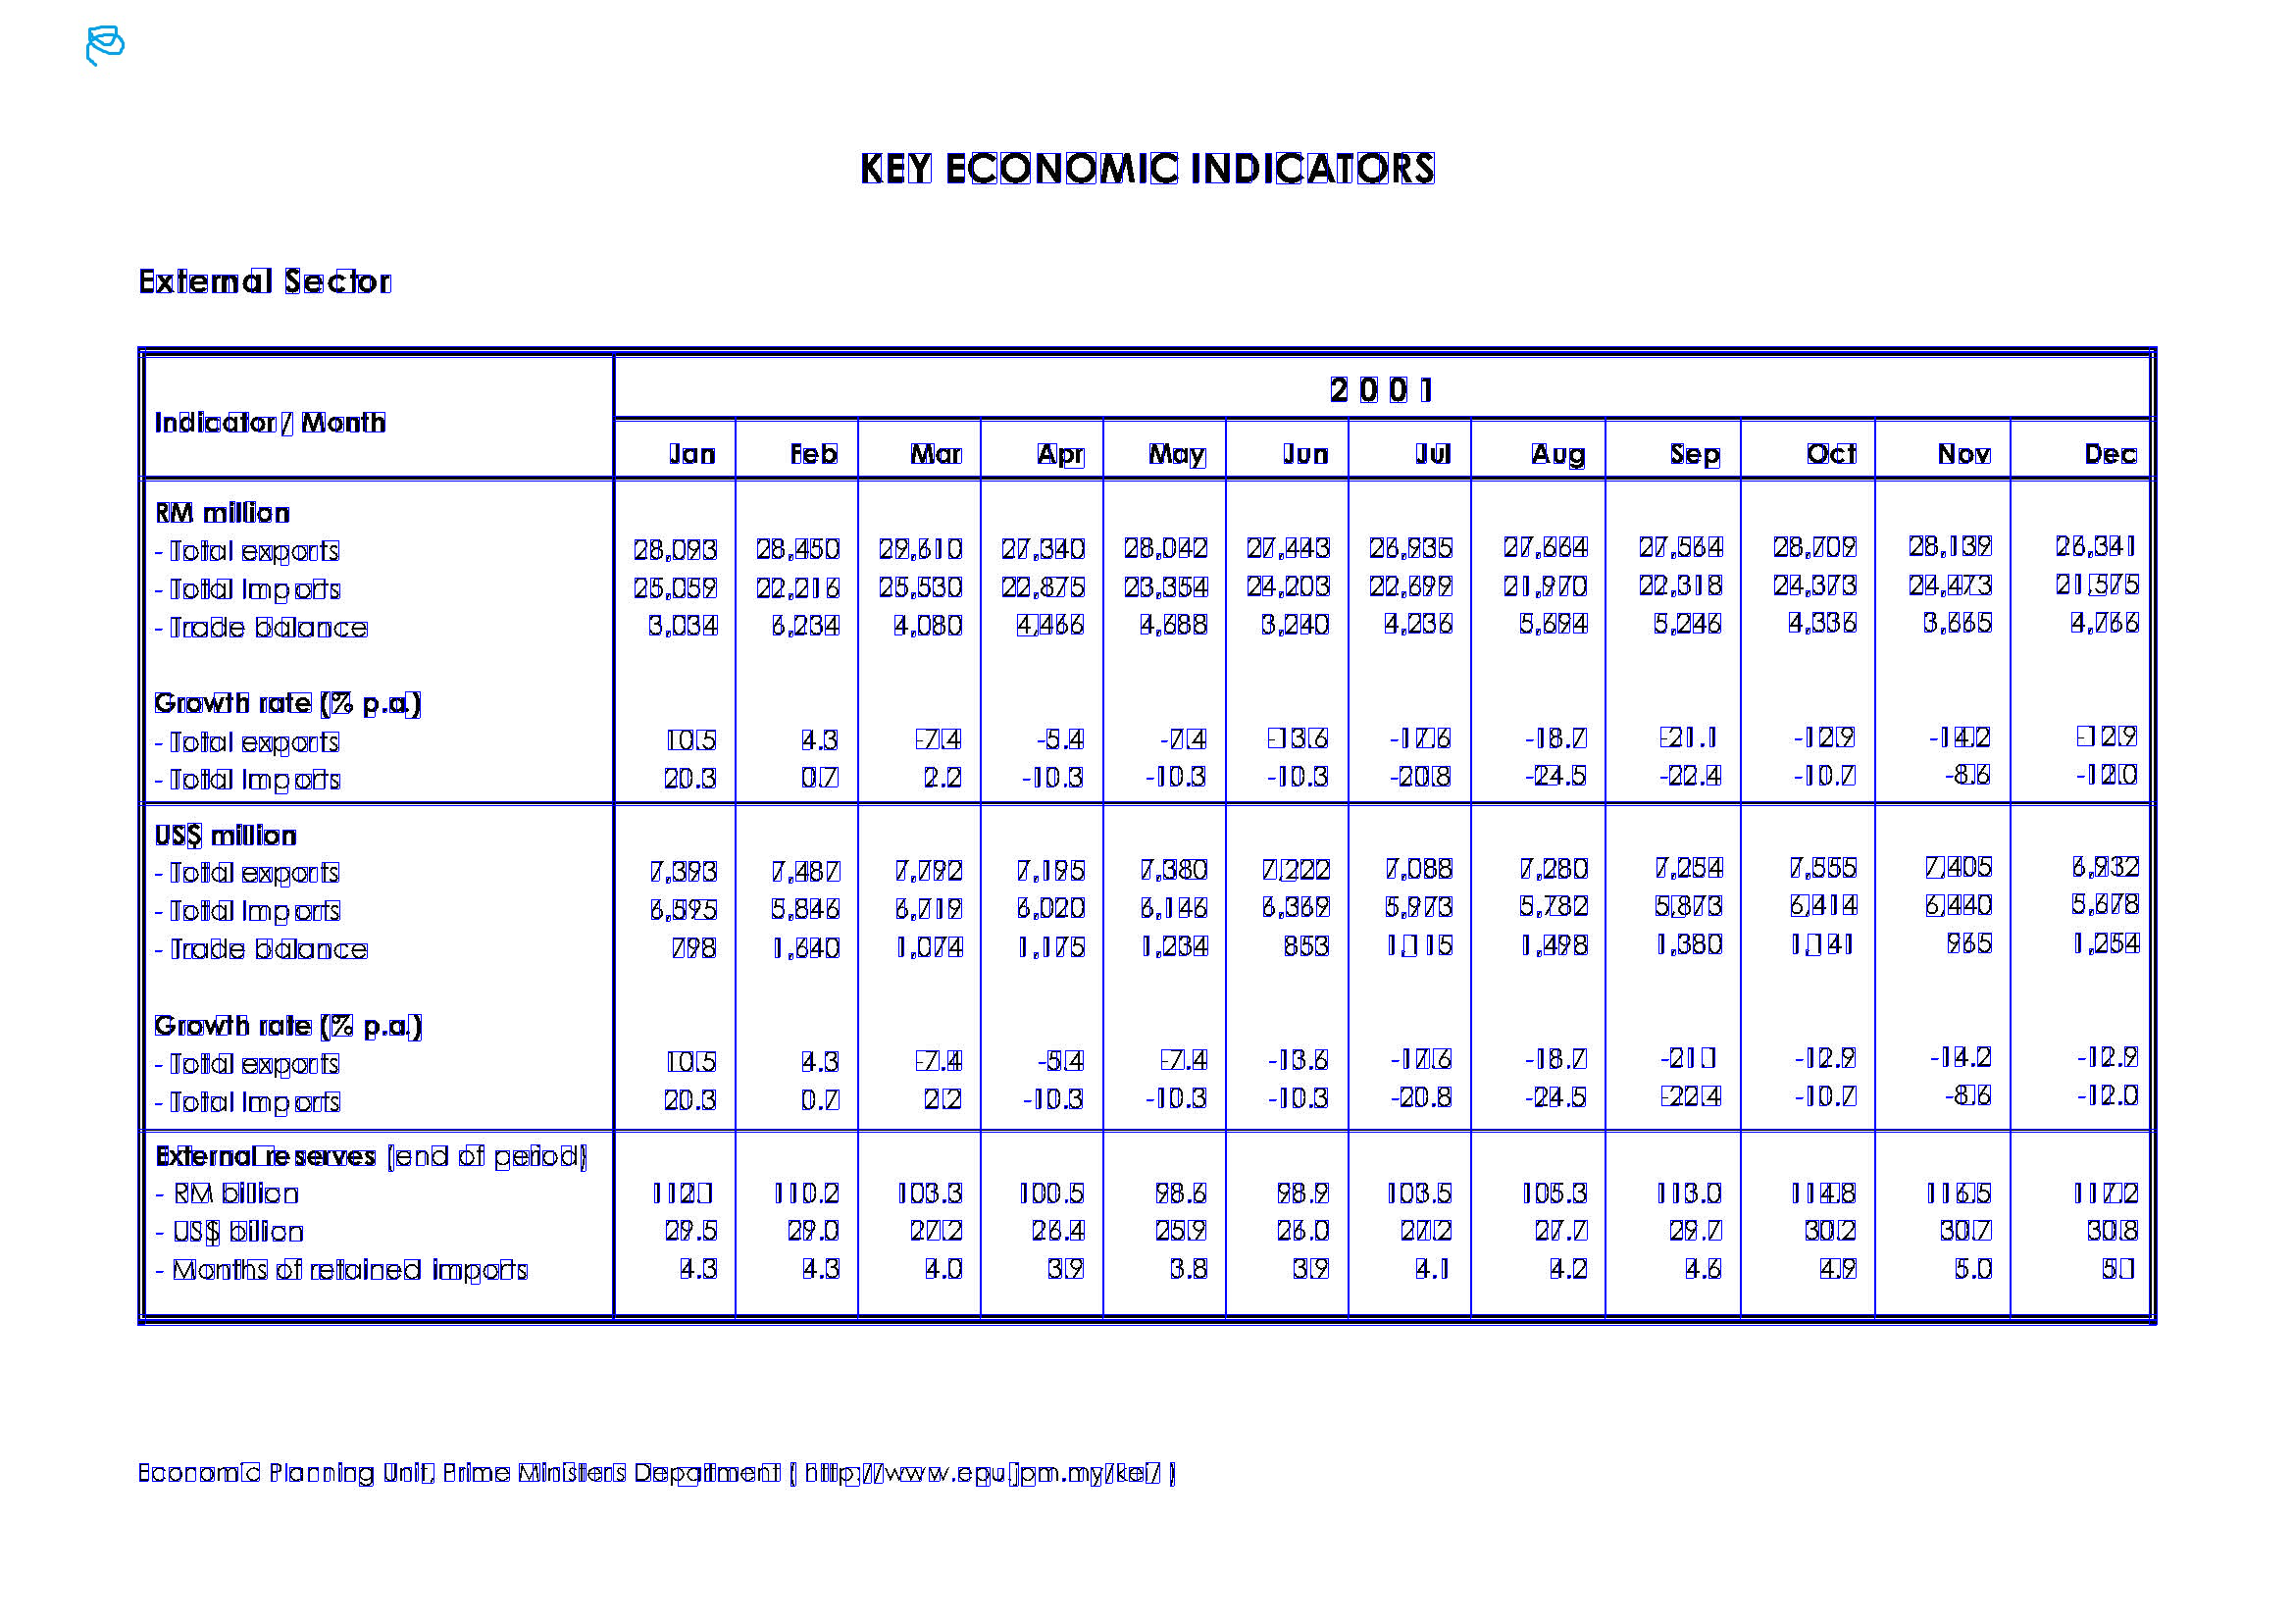 KEY ECONOMIC INDICATORS
External Sector
2 0 0 1
Indicator / Month
Jan Feb Mar Apr May Jun Jul Aug Sep Oct Nov Dec
RM million
- Total exports 28,093 28,450 29,610 27,340 28,042 27,443 26,935 27,664 27,564 28,709 28,139 26,341
- Total Imports 25,059 22,216 25,530 22,875 23,354 24,203 22,699 21,970 22,318 24,373 24,473 21,575
- Trade balance 3,034 6,234 4,080 4,466 4,688 3,240 4,236 5,694 5,246 4,336 3,665 4,766
Growth rate (% p.a.)
- Total exports 10.5 4.3 -7.4 -5.4 -7.4 -13.6 -17.6 -18.7 -21.1 -12.9 -14.2 -12.9
- Total Imports 20.3 0.7 2.2 -10.3 -10.3 -10.3 -20.8 -24.5 -22.4 -10.7 -8.6 -12.0
US$ million
- Total exports 7,393 7,487 7,792 7,195 7,380 7,222 7,088 7,280 7,254 7,555 7,405 6,932
- Total Imports 6,595 5,846 6,719 6,020 6,146 6,369 5,973 5,782 5,873 6,414 6,440 5,678
- Trade balance 798 1,640 1,074 1,175 1,234 853 1,115 1,498 1,380 1,141 965 1,254
Growth rate (% p.a.)
- Total exports 10.5 4.3 -7.4 -5.4 -7.4 -13.6 -17.6 -18.7 -21.1 -12.9 -14.2 -12.9
- Total Imports 20.3 0.7 2.2 -10.3 -10.3 -10.3 -20.8 -24.5 -22.4 -10.7 -8.6 -12.0
External reserves (end of period)
- RM billion 112.1 110.2 103.3 100.5 98.6 98.9 103.5 105.3 113.0 114.8 116.5 117.2
- US$ billion 29.5 29.0 27.2 26.4 25.9 26.0 27.2 27.7 29.7 30.2 30.7 30.8
- Months of retained imports 4.3 4.3 4.0 3.9 3.8 3.9 4.1 4.2 4.6 4.9 5.0 5.1
Economic Planning Unit, Prime Ministers Department ( http://www.epu.jpm.my/kei/ )